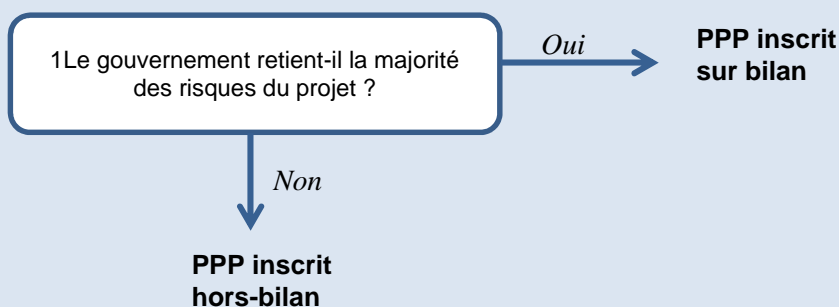 1Le gouvernement retient-il la majorité
des risques du projet ?
Oui
PPP inscrit
sur bilan
Non
PPP inscrit
hors-bilan